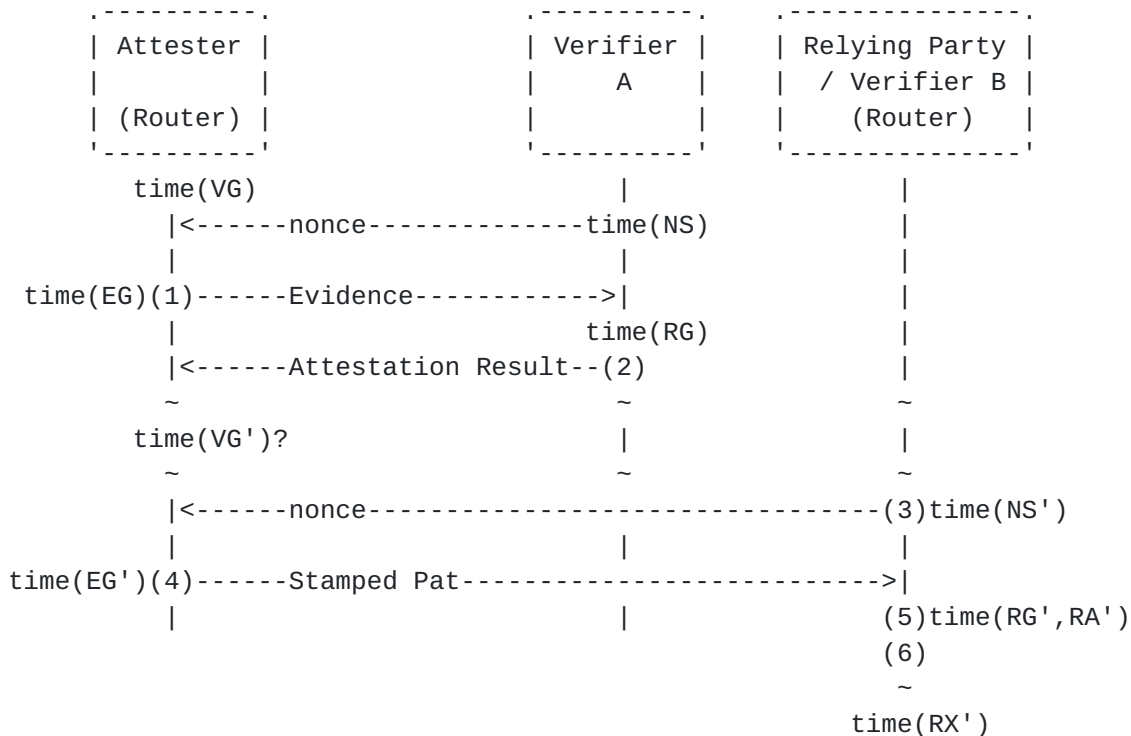 .----------.                .----------.   .---------------.
| Attester |                | Verifier |   | Relying Party |
|          |                |     A    |   |  / Verifier B |
| (Router) |                |          |   |    (Router)   |
'----------'                '----------'   '---------------'
time(VG)                       |                 |
|<------nonce--------------time(NS)            |
|                              |                 |
time(EG)(1)------Evidence------------>|                 |
|                           time(RG)            |
|<------Attestation Result--(2)                |
~                              ~                 ~
time(VG')?                     |                 |
~                              ~                 ~
|<------nonce---------------------------------(3)time(NS')
|                              |                 |
time(EG')(4)------Stamped Pat--------------------------->|
|                              |                (5)time(RG',RA')
(6)
~
time(RX')